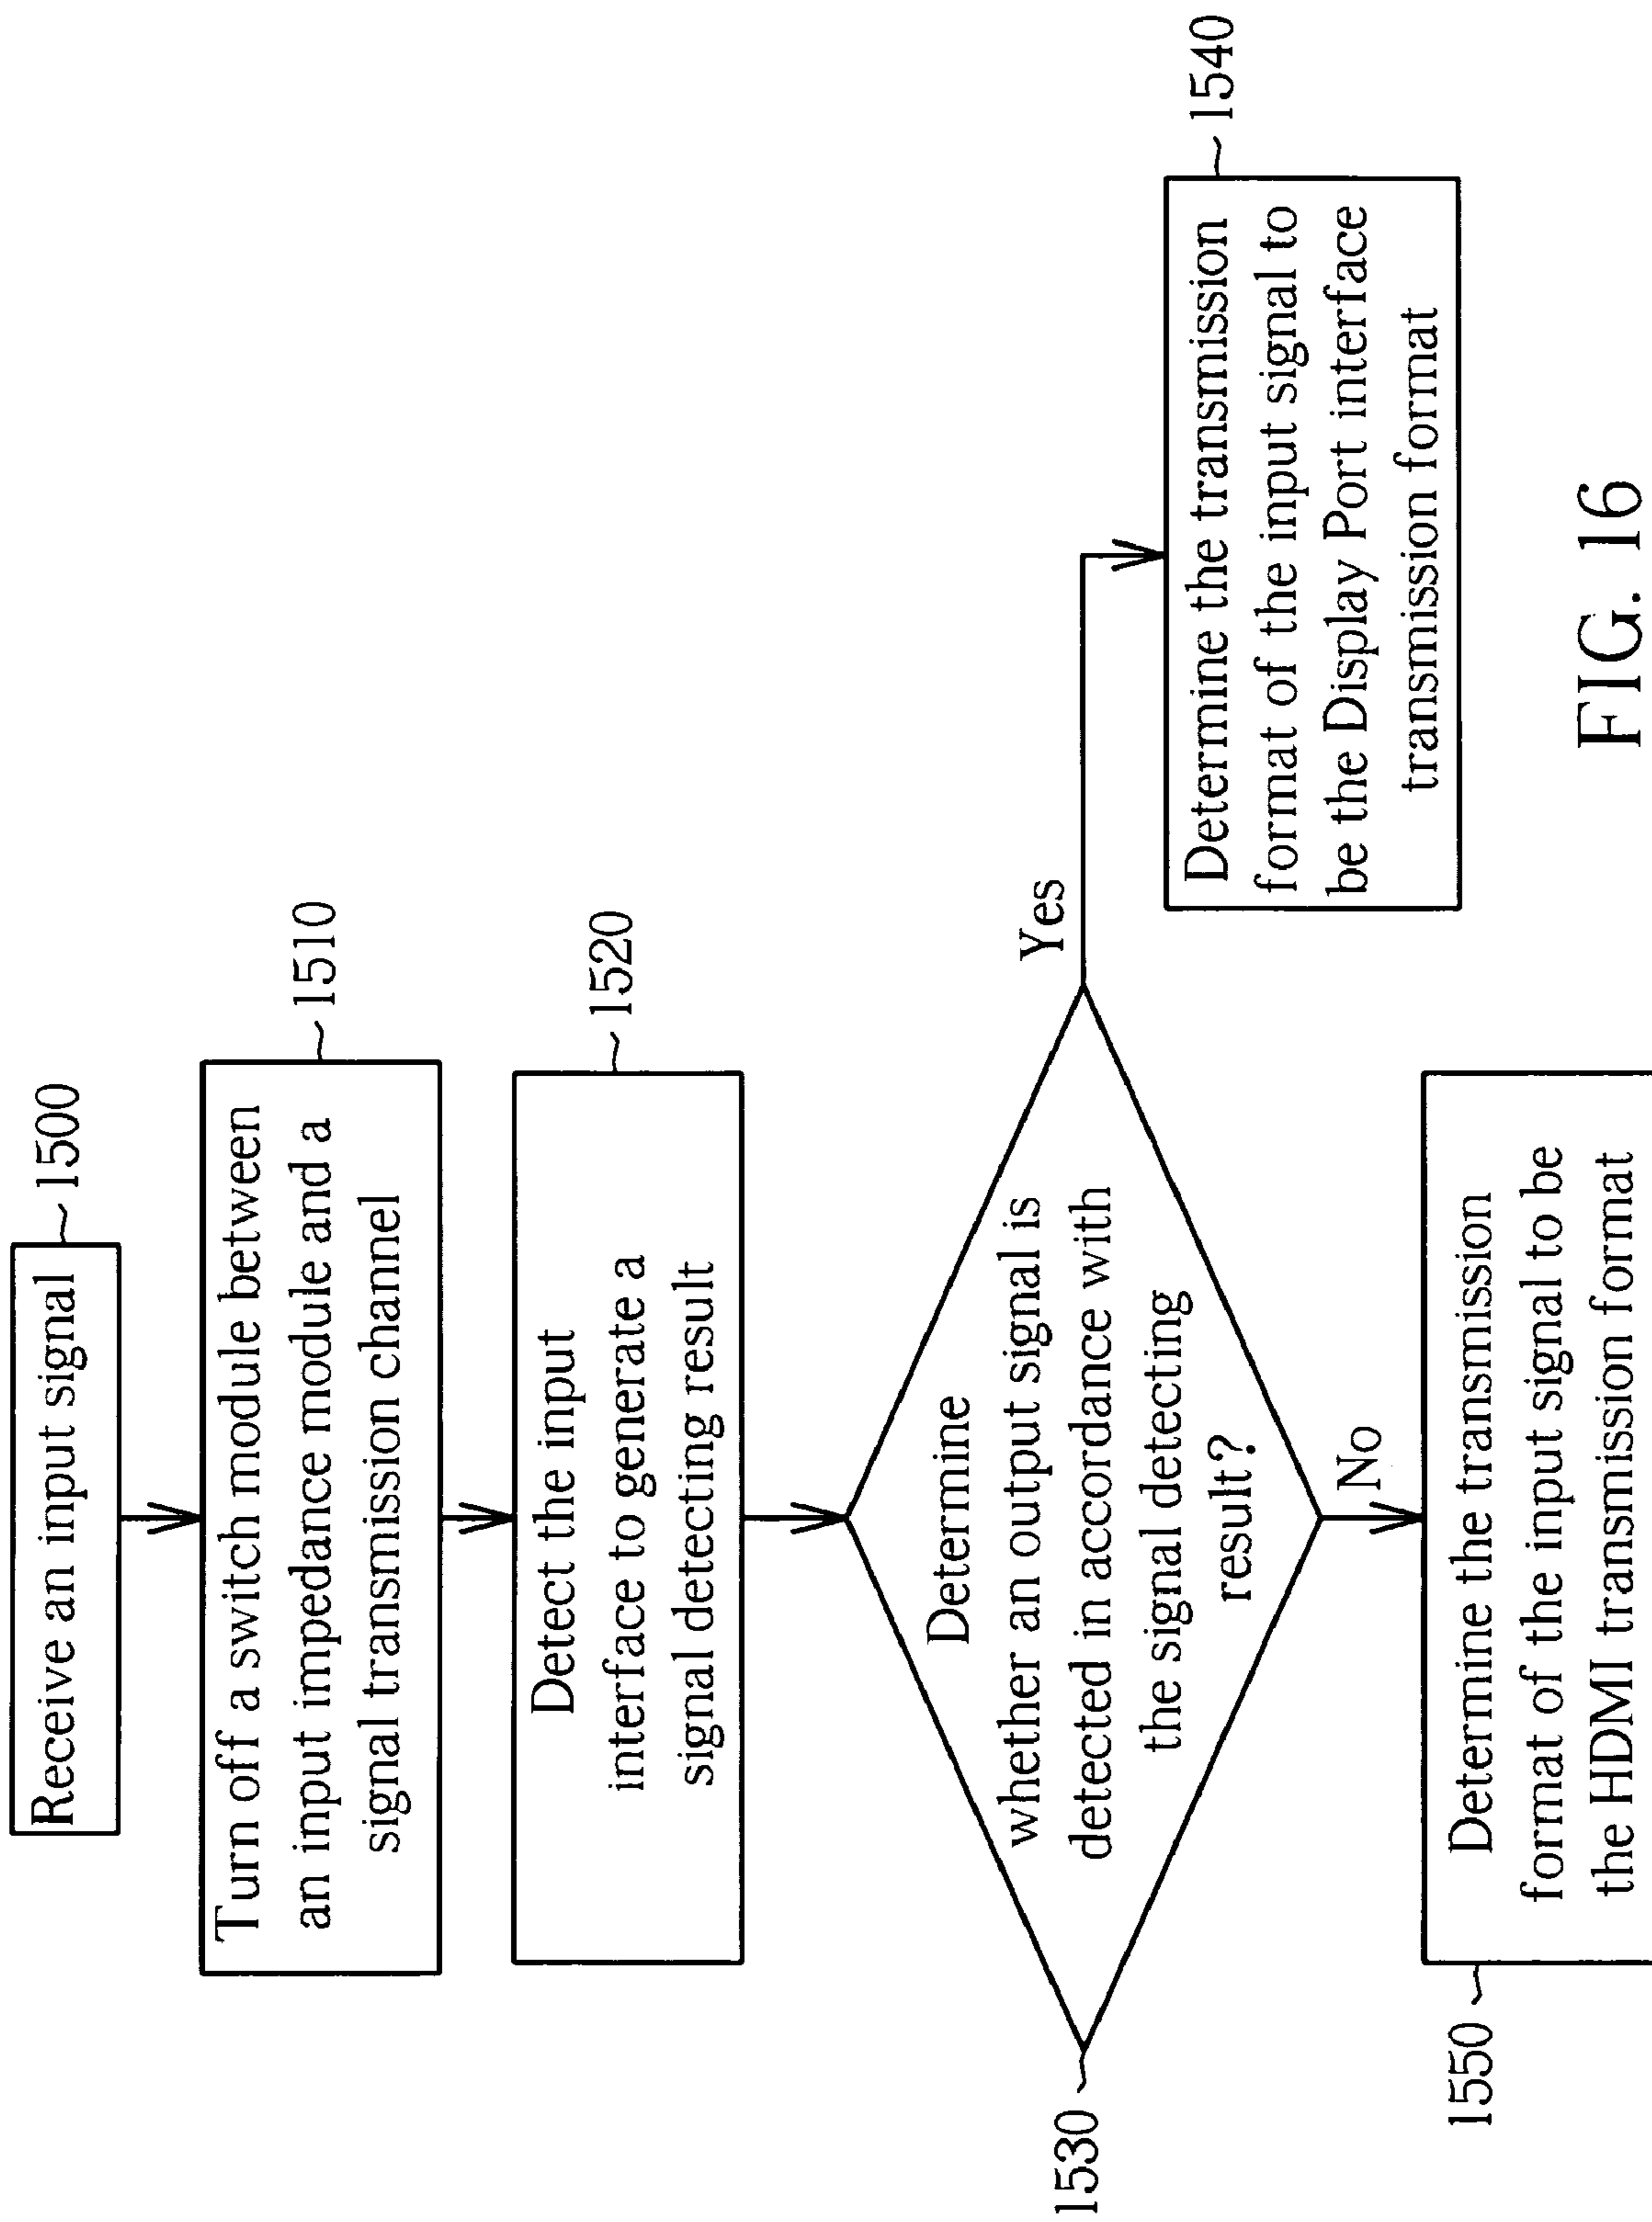 Receive an input signal
1500
Turn off a switch module between
an input impedance module and a
signal transmission channel
1510
Detect the input
interface to generate a
signal detecting result
1520
Determine
whether an output signal is
detected in accordance with
the signal detecting
result?
1530
Yes
Determine the transmission
format of the input signal to
be the Display Port interface
transmission format
1540
No
Determine the transmission
format of the input signal to be
the HDMI transmission format
1550
FIG. 16